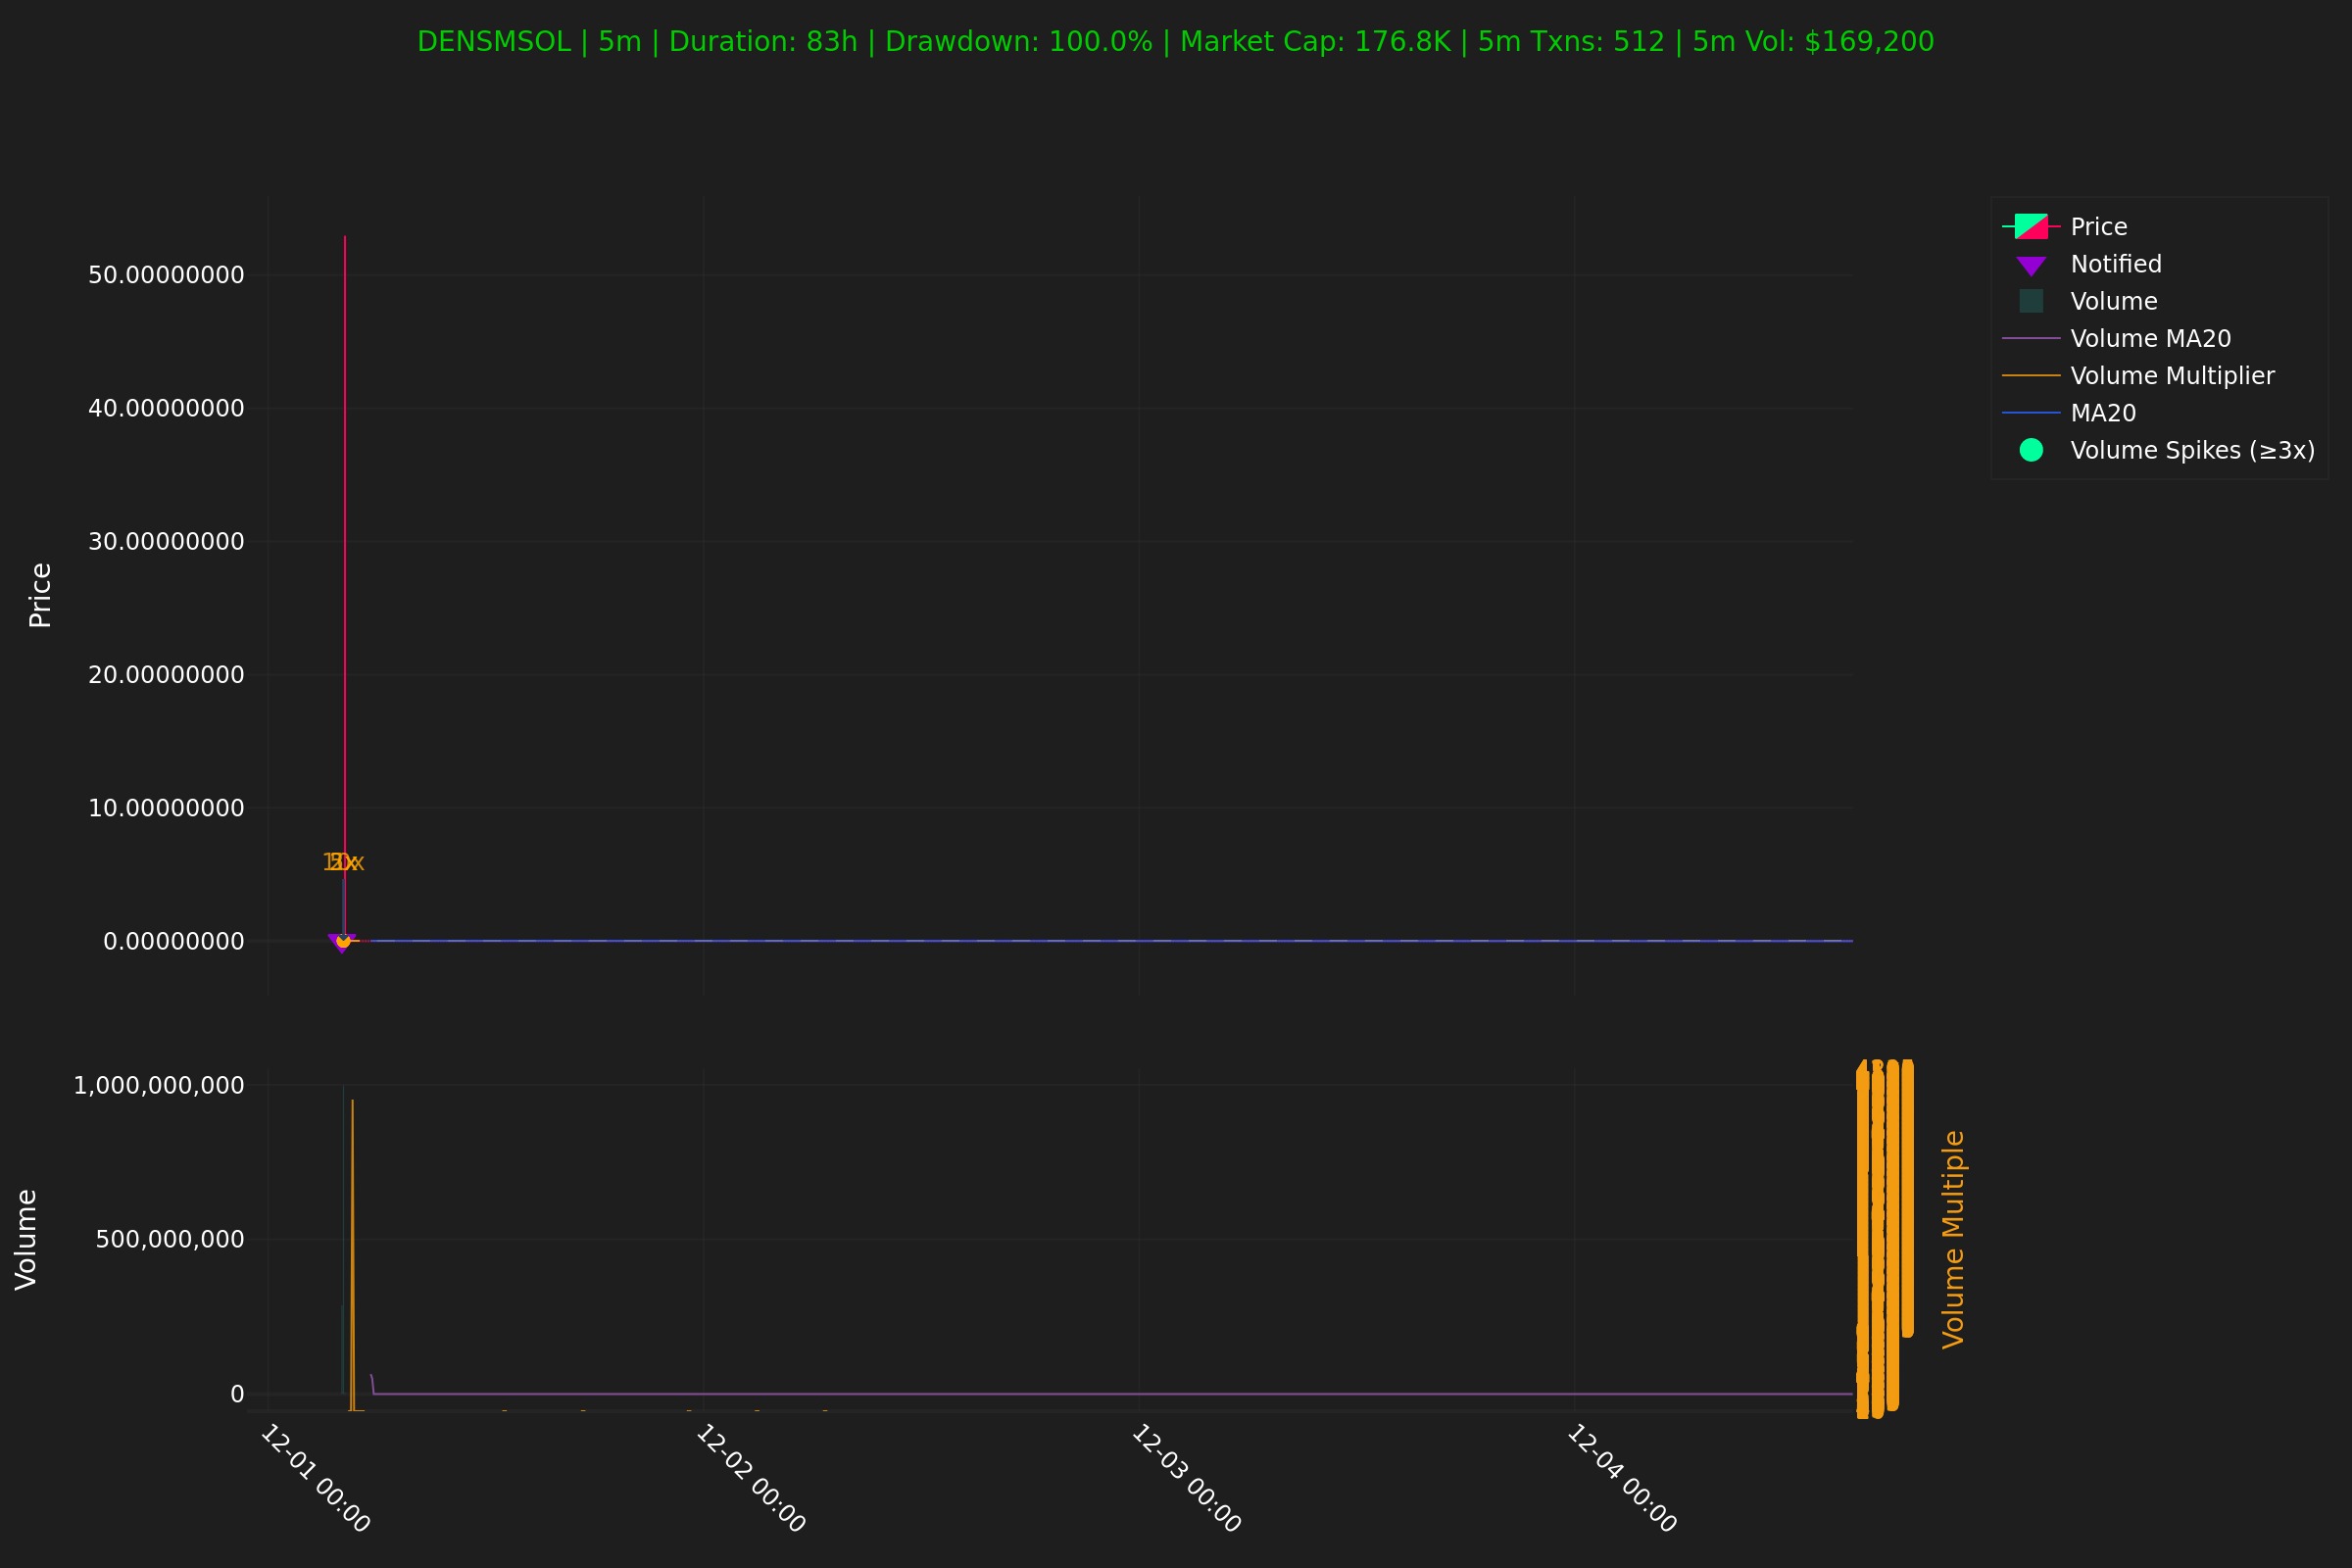 DENSMSOL | 5m | Duration: 83h | Drawdown: 100.0% | Market Cap: 176.8K | 5m Txns: 512 | 5m Vol: $169,200
Price
Notified
Volume
Volume MA20
Volume Multiplier
MA20
Volume Spikes (≥3x)
Price
50.00000000
40.00000000
30.00000000
20.00000000
10.00000000
0.00000000
Volume
1,000,000,000
500,000,000
0
Volume Multiple
12-01 00:00
12-02 00:00
12-03 00:00
12-04 00:00